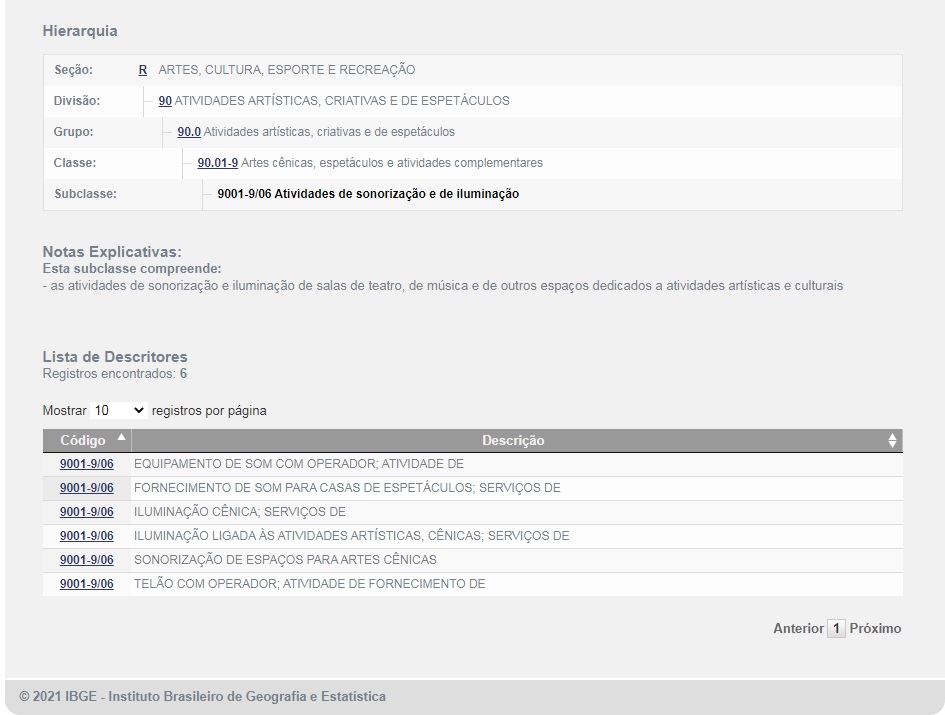 Hierarquia
Seção: R ARTES, CULTURA, ESPORTE E RECREAÇÃO
Divisão: 90 ATIVIDADES ARTÍSTICAS, CRIATIVAS E DE ESPETÁCULOS
Grupo: 90.0 Atividades artísticas, criativas e de espetáculos
Classe: 90.01-9 Artes cênicas, espetáculos e atividades complementares
Subclasse: 9001-9/06 Atividades de sonorização e de iluminação
Notas Explicativas:
Esta subclasse compreende:
- as atividades de sonorização e iluminação de salas de teatro, de música e de outros espaços dedicados a atividades artísticas e culturais
Lista de Descritores
Registros encontrados: 6
Mostrar 10 registros por página
Código Descrição
9001-9/06 EQUIPAMENTO DE SOM COM OPERADOR; ATIVIDADE DE
9001-9/06 FORNECIMENTO DE SOM PARA CASAS DE ESPETÁCULOS; SERVIÇOS DE
9001-9/06 ILUMINAÇÃO CÊNICA; SERVIÇOS DE
9001-9/06 ILUMINAÇÃO LIGADA ÀS ATIVIDADES ARTÍSTICAS, CÊNICAS; SERVIÇOS DE
9001-9/06 SONORIZAÇÃO DE ESPAÇOS PARA ARTES CÊNICAS
9001-9/06 TELÃO COM OPERADOR; ATIVIDADE DE FORNECIMENTO DE
Anterior 1 Próximo
© 2021 IBGE - Instituto Brasileiro de Geografia e Estatística